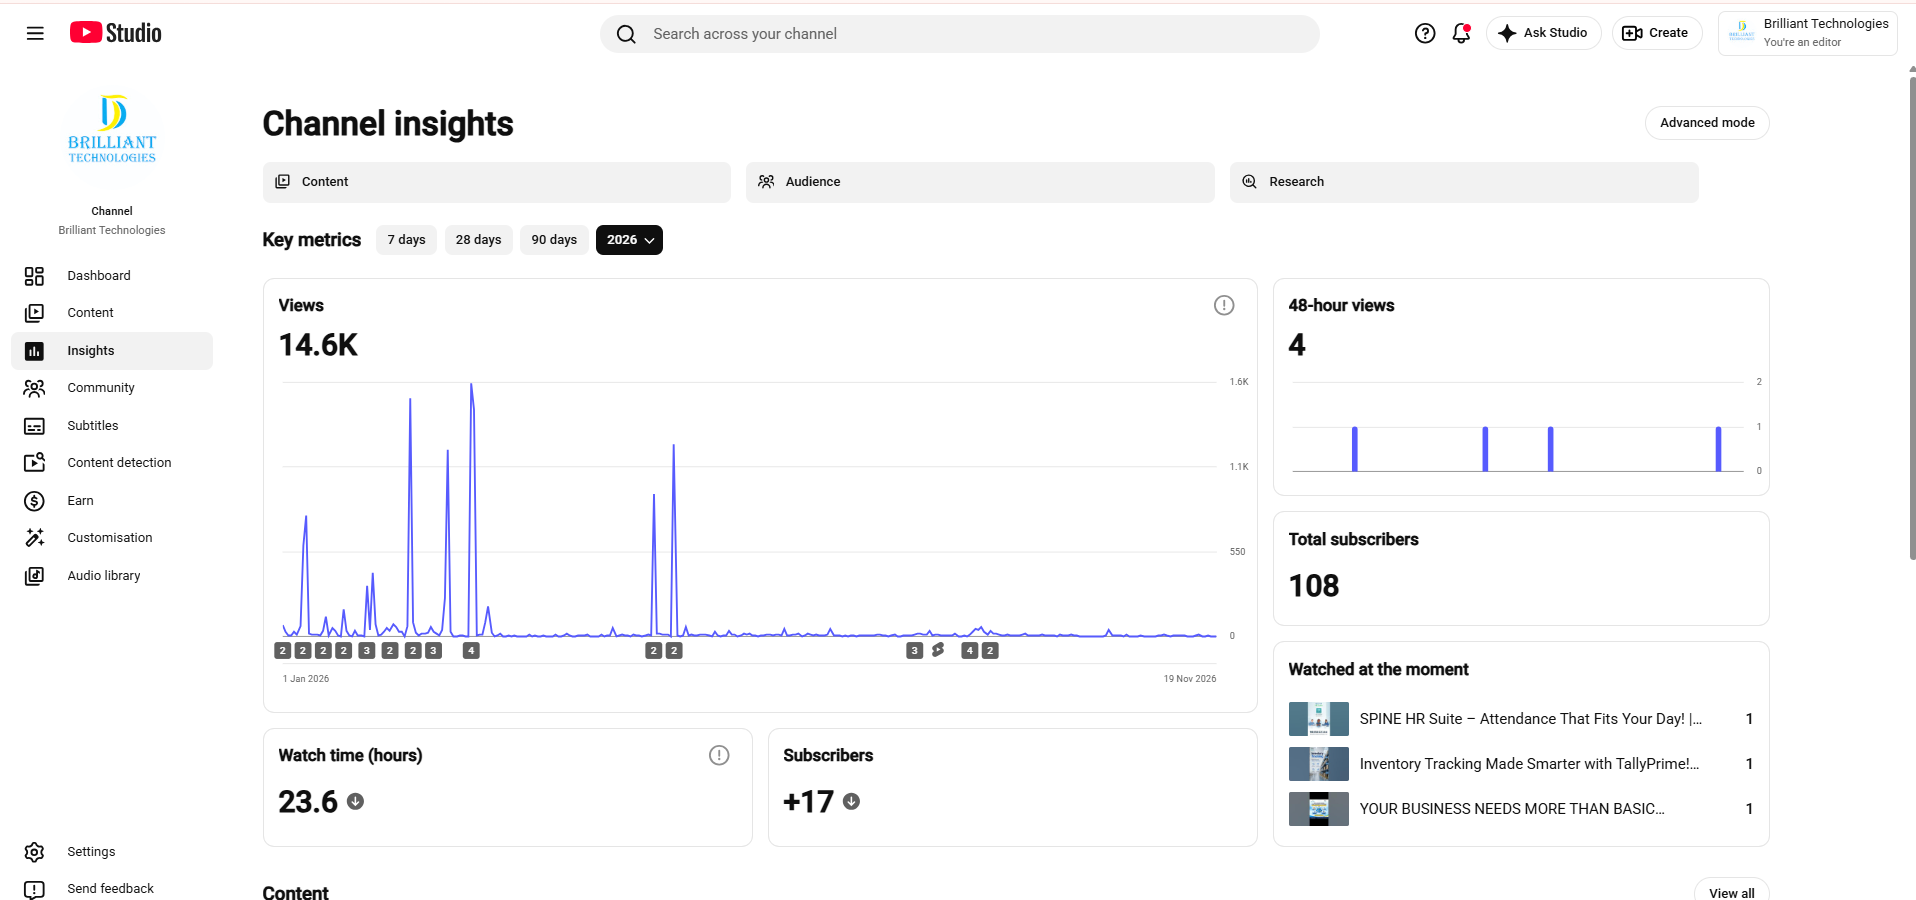 Studio
Search across your channel
Ask Studio
Create
Brilliant Technologies
You're an editor
BRILLIANT
TECHNOLOGIES
Channel
Brilliant Technologies
Dashboard
Content
Insights
Community
Subtitles
Content detection
Earn
Customisation
Audio library
Settings
Send feedback
Channel insights
Advanced mode
Content
Audience
Research
Key metrics
7 days
28 days
90 days
2026
Views
14.6K
1.6K
1.1K
550
0
2 2 2 2 3 2 2 3 4 2 2 3 4 2
1 Jan 2026
19 Nov 2026
48-hour views
4
2
1
0
Total subscribers
108
Watched at the moment
SPINE HR Suite – Attendance That Fits Your Day! |... 1
Inventory Tracking Made Smarter with TallyPrime!... 1
YOUR BUSINESS NEEDS MORE THAN BASIC... 1
Watch time (hours)
23.6
Subscribers
+17
Content
View all